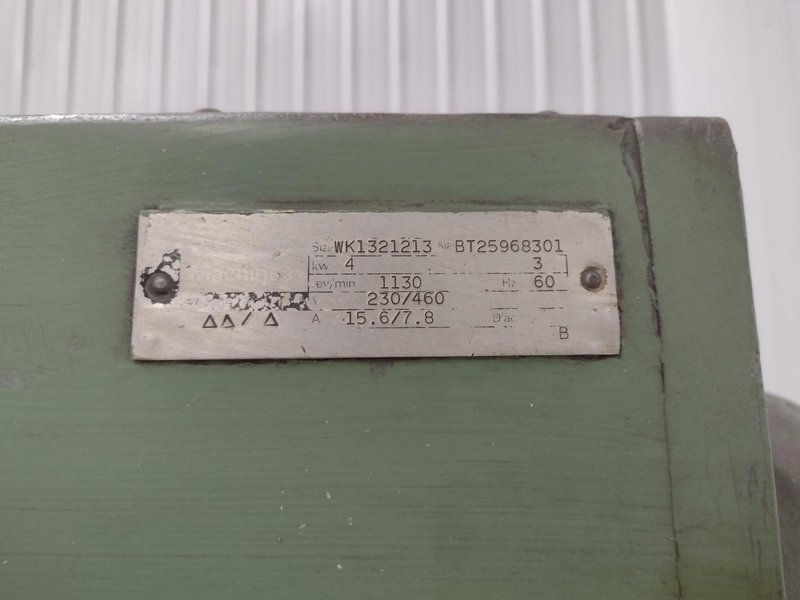 Size WK1321213 Nr BT25968301
kw 4 3
rev/min 1130 Hz 60
V 230/460
ΔΔ / Δ A 15.6/7.8
B